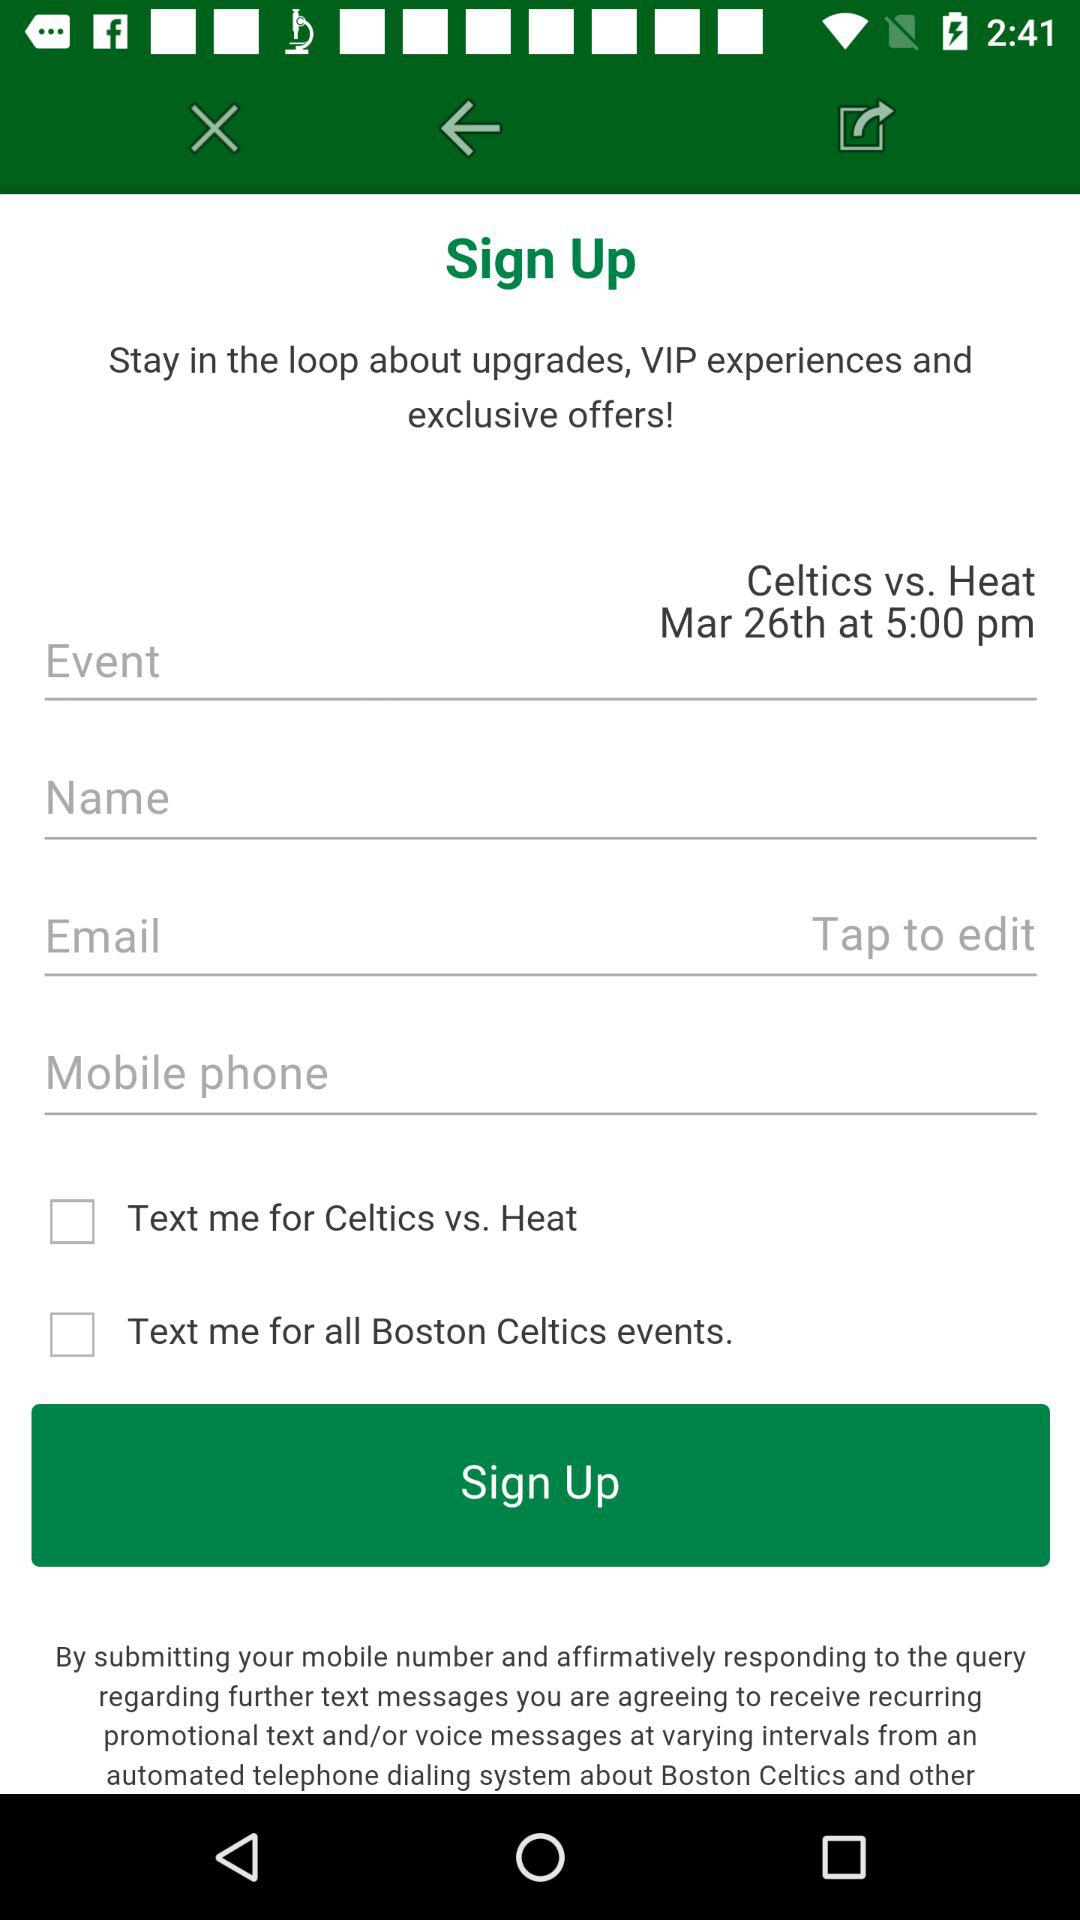 2:41
Sign Up
Stay in the loop about upgrades, VIP experiences and
exclusive offers!
Celtics vs. Heat
Mar 26th at 5:00 pm
Event
Name
Email Tap to edit
Mobile phone
Text me for Celtics vs. Heat
Text me for all Boston Celtics events.
Sign Up
By submitting your mobile number and affirmatively responding to the query
regarding further text messages you are agreeing to receive recurring
promotional text and/or voice messages at varying intervals from an
automated telephone dialing system about Boston Celtics and other